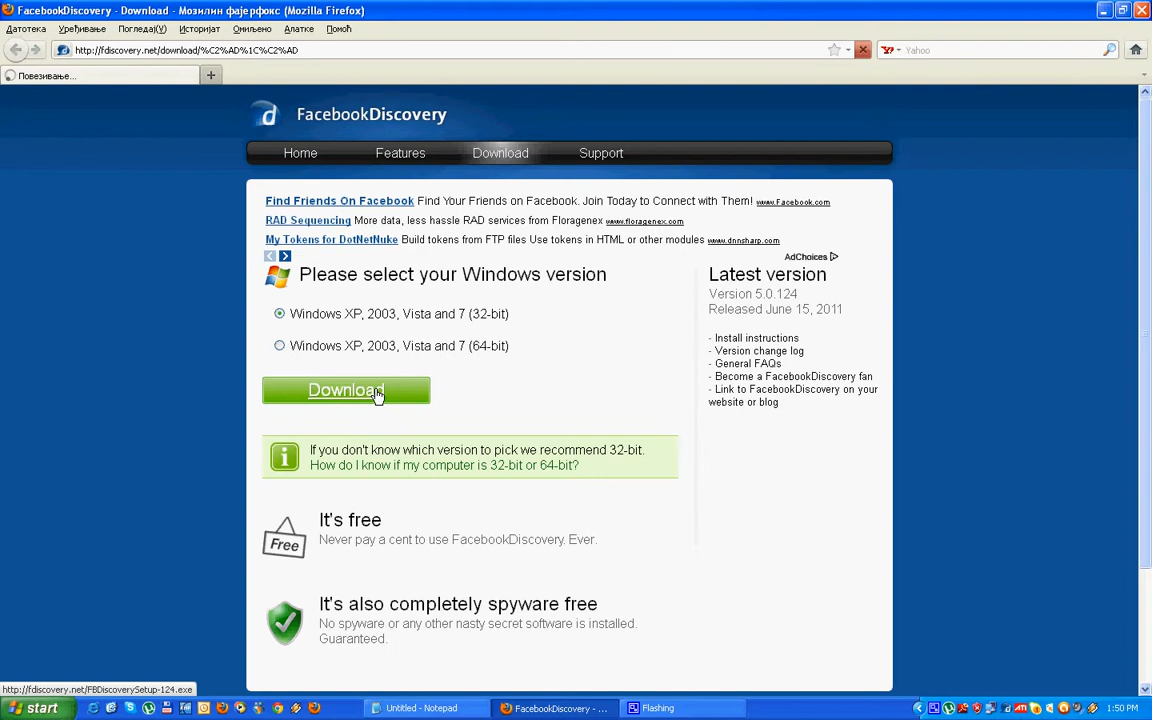 FacebookDiscovery - Download - Мозилин фајерфокс (Mozilla Firefox)
Датотека Уређивање Погледај(У) Историјат Омиљено Алатке Помоћ
http://fdiscovery.net/download/%C2%AD%1C%C2%AD
Yahoo
Повезивање...
FacebookDiscovery
Home Features Download Support
Find Friends On Facebook Find Your Friends on Facebook. Join Today to Connect with Them! www.Facebook.com
RAD Sequencing More data, less hassle RAD services from Floragenex www.floragenex.com
My Tokens for DotNetNuke Build tokens from FTP files Use tokens in HTML or other modules www.dnnsharp.com
AdChoices
Please select your Windows version
Windows XP, 2003, Vista and 7 (32-bit)
Windows XP, 2003, Vista and 7 (64-bit)
Download
If you don't know which version to pick we recommend 32-bit.
How do I know if my computer is 32-bit or 64-bit?
Free
It's free
Never pay a cent to use FacebookDiscovery. Ever.
It's also completely spyware free
No spyware or any other nasty secret software is installed.
Guaranteed.
Latest version
Version 5.0.124
Released June 15, 2011
- Install instructions
- Version change log
- General FAQs
- Become a FacebookDiscovery fan
- Link to FacebookDiscovery on your
website or blog
http://fdiscovery.net/FBDiscoverySetup-124.exe
start
Untitled - Notepad
FacebookDiscovery - ...
Flashing
1:50 PM